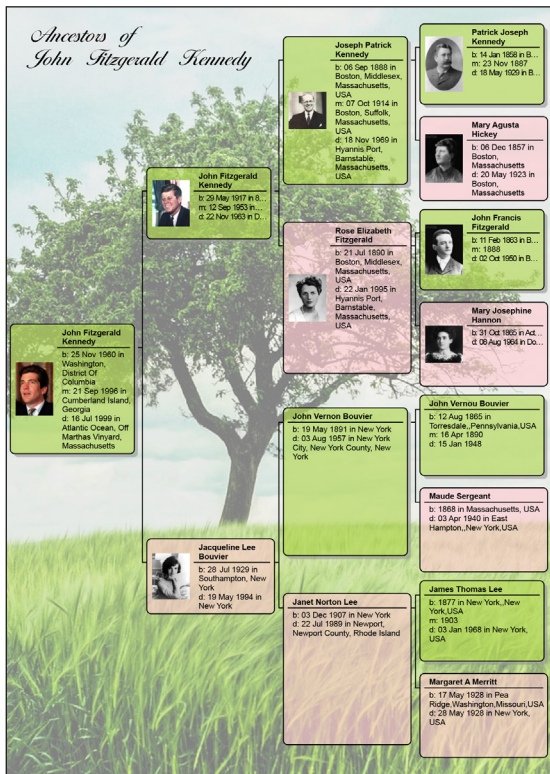 Ancestors of
John Fitzgerald Kennedy
John Fitzgerald
Kennedy
b: 25 Nov 1960 in
Washington,
District Of
Columbia
m: 21 Sep 1996 in
Cumberland Island,
Georgia
d: 16 Jul 1999 in
Atlantic Ocean, Off
Marthas Vinyard,
Massachusetts
John Fitzgerald
Kennedy
b: 29 May 1917 in 8...
m: 12 Sep 1953 in...
d: 22 Nov 1963 in D...
Jacqueline Lee
Bouvier
b: 28 Jul 1929 in
Southampton, New
York
d: 19 May 1994 in
New York
Joseph Patrick
Kennedy
b: 06 Sep 1888 in
Boston, Middlesex,
Massachusetts,
USA
m: 07 Oct 1914 in
Boston, Suffolk,
Massachusetts,
USA
d: 18 Nov 1969 in
Hyannis Port,
Barnstable,
Massachusetts,
USA
Rose Elizabeth
Fitzgerald
b: 21 Jul 1890 in
Boston, Middlesex,
Massachusetts,
USA
d: 22 Jan 1995 in
Hyannis Port,
Barnstable,
Massachusetts,
USA
John Vernon Bouvier
b: 19 May 1891 in New York
d: 03 Aug 1957 in New York
City, New York County, New
York
Janet Norton Lee
b: 03 Dec 1907 in New York
d: 22 Jul 1989 in Newport,
Newport County, Rhode Island
Patrick Joseph
Kennedy
b: 14 Jan 1858 in B...
m: 23 Nov 1887
d: 18 May 1929 in B...
Mary Agusta
Hickey
b: 06 Dec 1857 in
Boston,
Massachusetts
d: 20 May 1923 in
Boston,
Massachusetts
John Francis
Fitzgerald
b: 11 Feb 1863 in B...
m: 1888
d: 02 Oct 1950 in B...
Mary Josephine
Hannon
b: 31 Oct 1865 in Act...
d: 08 Aug 1964 in Do...
John Vernou Bouvier
b: 12 Aug 1865 in
Torresdale,,Pennsylvania,USA
m: 16 Apr 1890
d: 15 Jan 1948
Maude Sergeant
b: 1868 in Massachusetts, USA
d: 03 Apr 1940 in East
Hampton,,New York,USA
James Thomas Lee
b: 1877 in New York,,New
York,USA
m: 1903
d: 03 Jan 1968 in New York,
USA
Margaret A Merritt
b: 17 May 1928 in Pea
Ridge,Washington,Missouri,USA
d: 28 May 1928 in New York,
USA